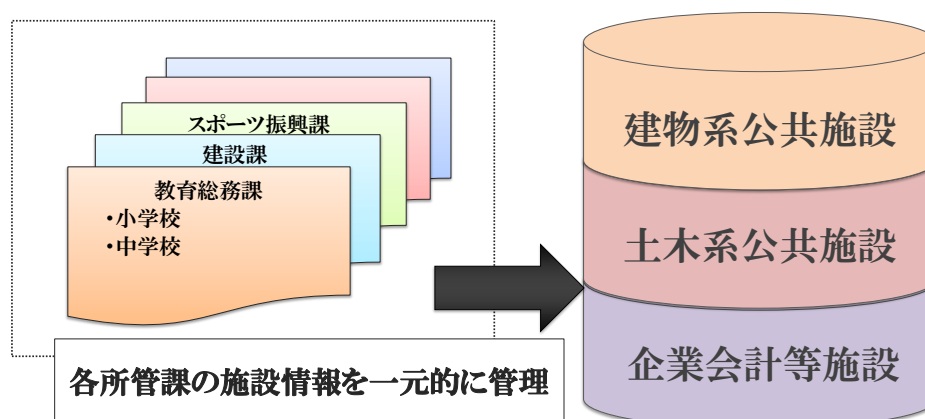 スポーツ振興課
建設課
教育総務課
・小学校
・中学校
各所管課の施設情報を一元的に管理
建物系公共施設
土木系公共施設
企業会計等施設